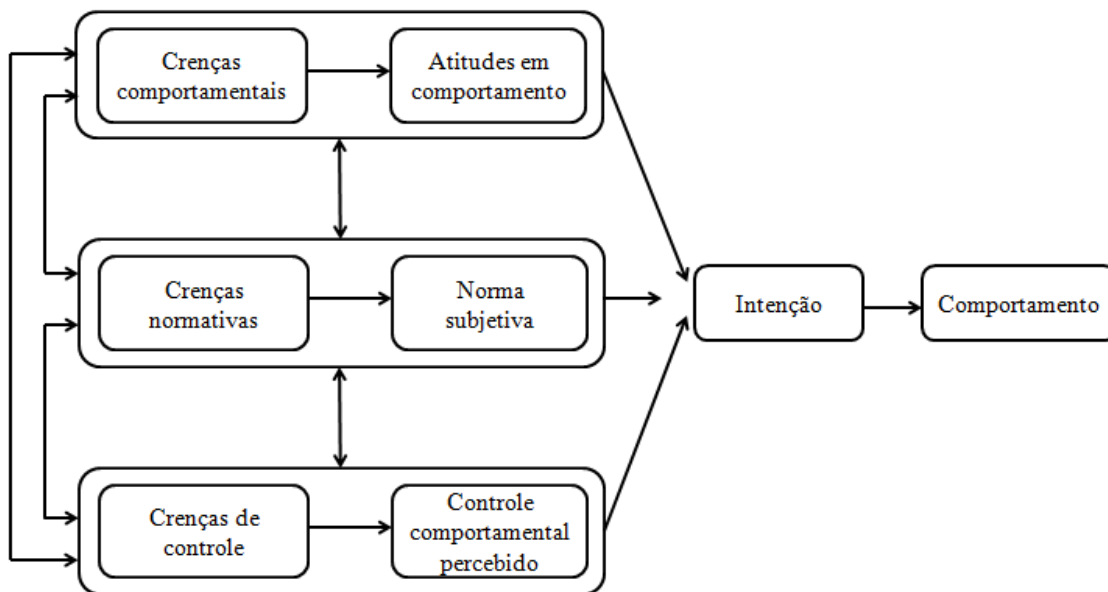 Crenças
comportamentais
Atitudes em
comportamento
Crenças
normativas
Norma
subjetiva
Intenção
Comportamento
Crenças de
controle
Controle
comportamental
percebido